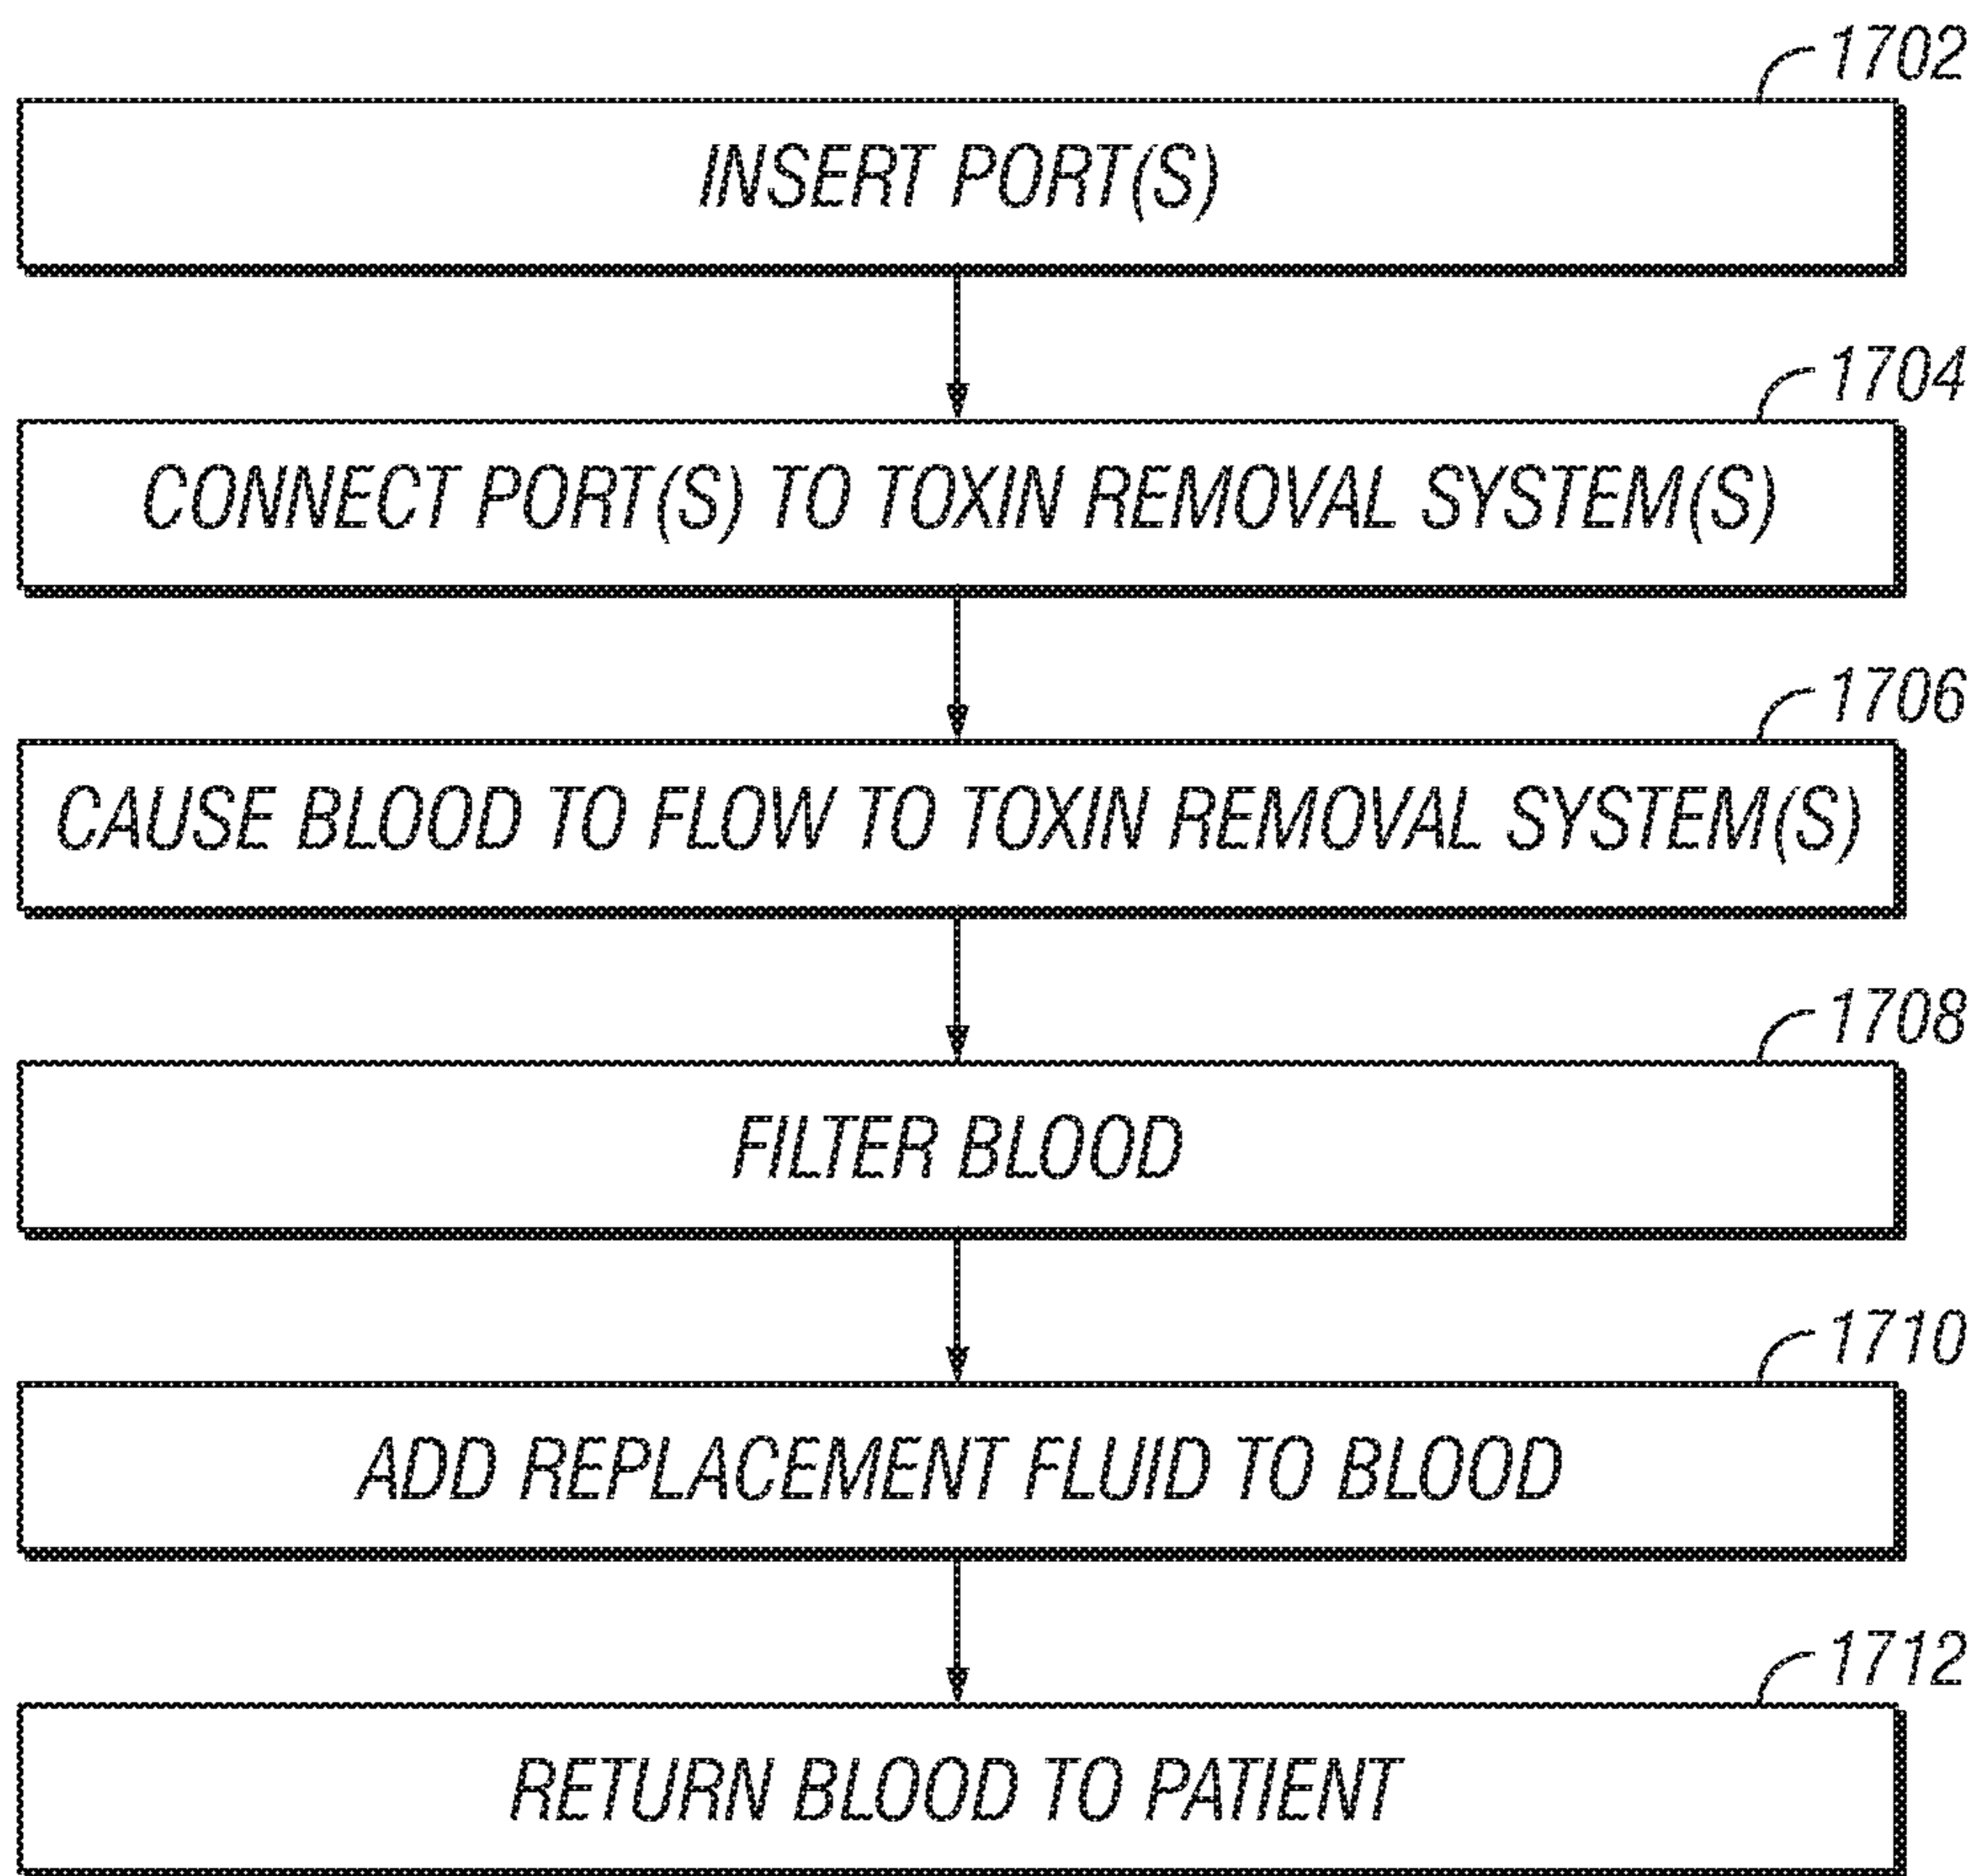 1702
INSERT PORT(S)
1704
CONNECT PORT(S) TO TOXIN REMOVAL SYSTEM(S)
1706
CAUSE BLOOD TO FLOW TO TOXIN REMOVAL SYSTEM(S)
1708
FILTER BLOOD
1710
ADD REPLACEMENT FLUID TO BLOOD
1712
RETURN BLOOD TO PATIENT